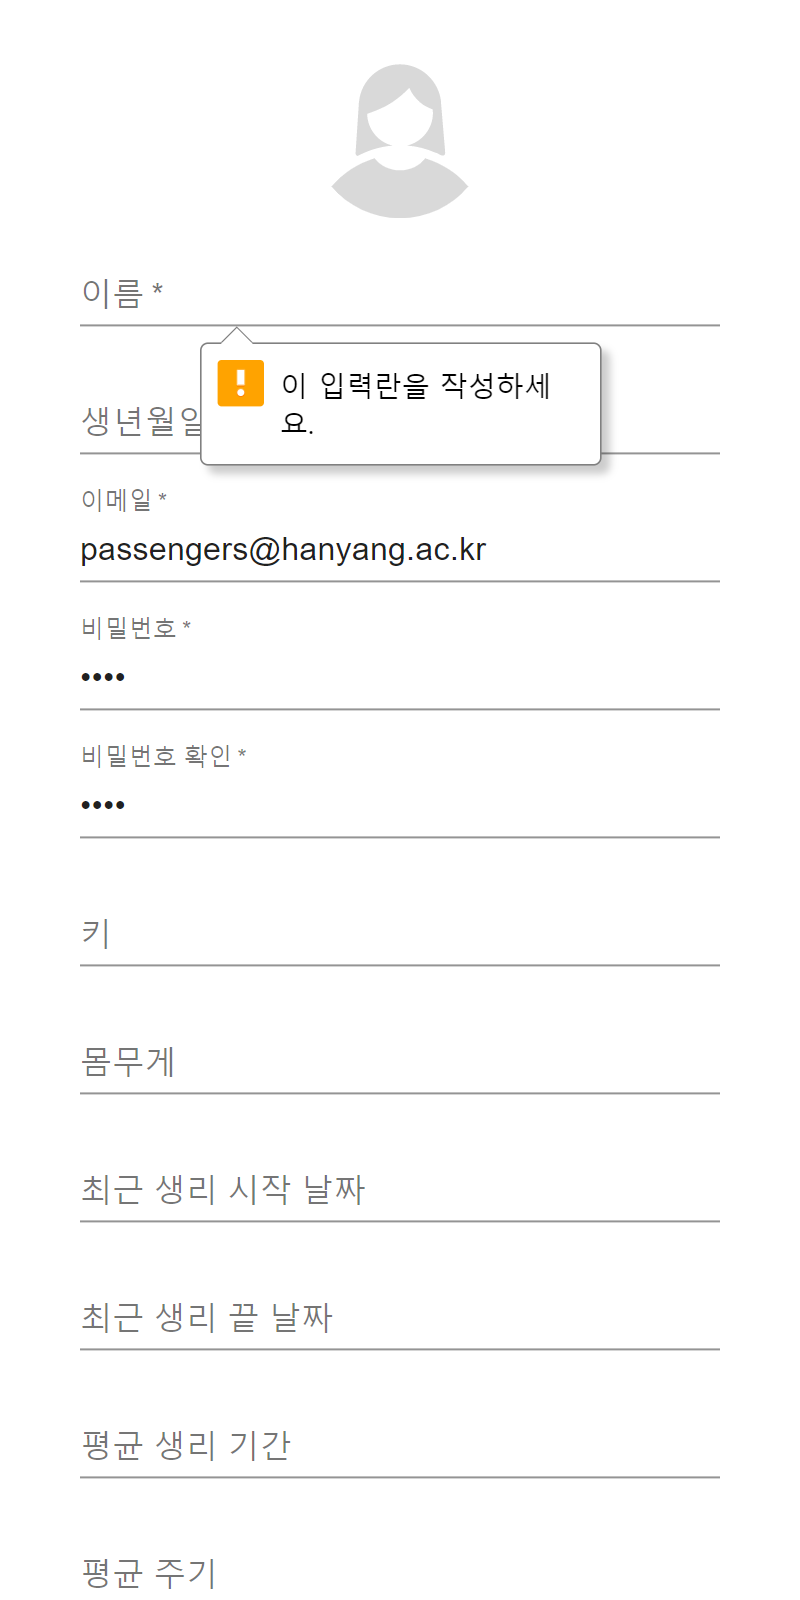 이름 *
이 입력란을 작성하세
요.
생년월일
이메일 *
passengers@hanyang.ac.kr
비밀번호 *
••••
비밀번호 확인 *
••••
키
몸무게
최근 생리 시작 날짜
최근 생리 끝 날짜
평균 생리 기간
평균 주기